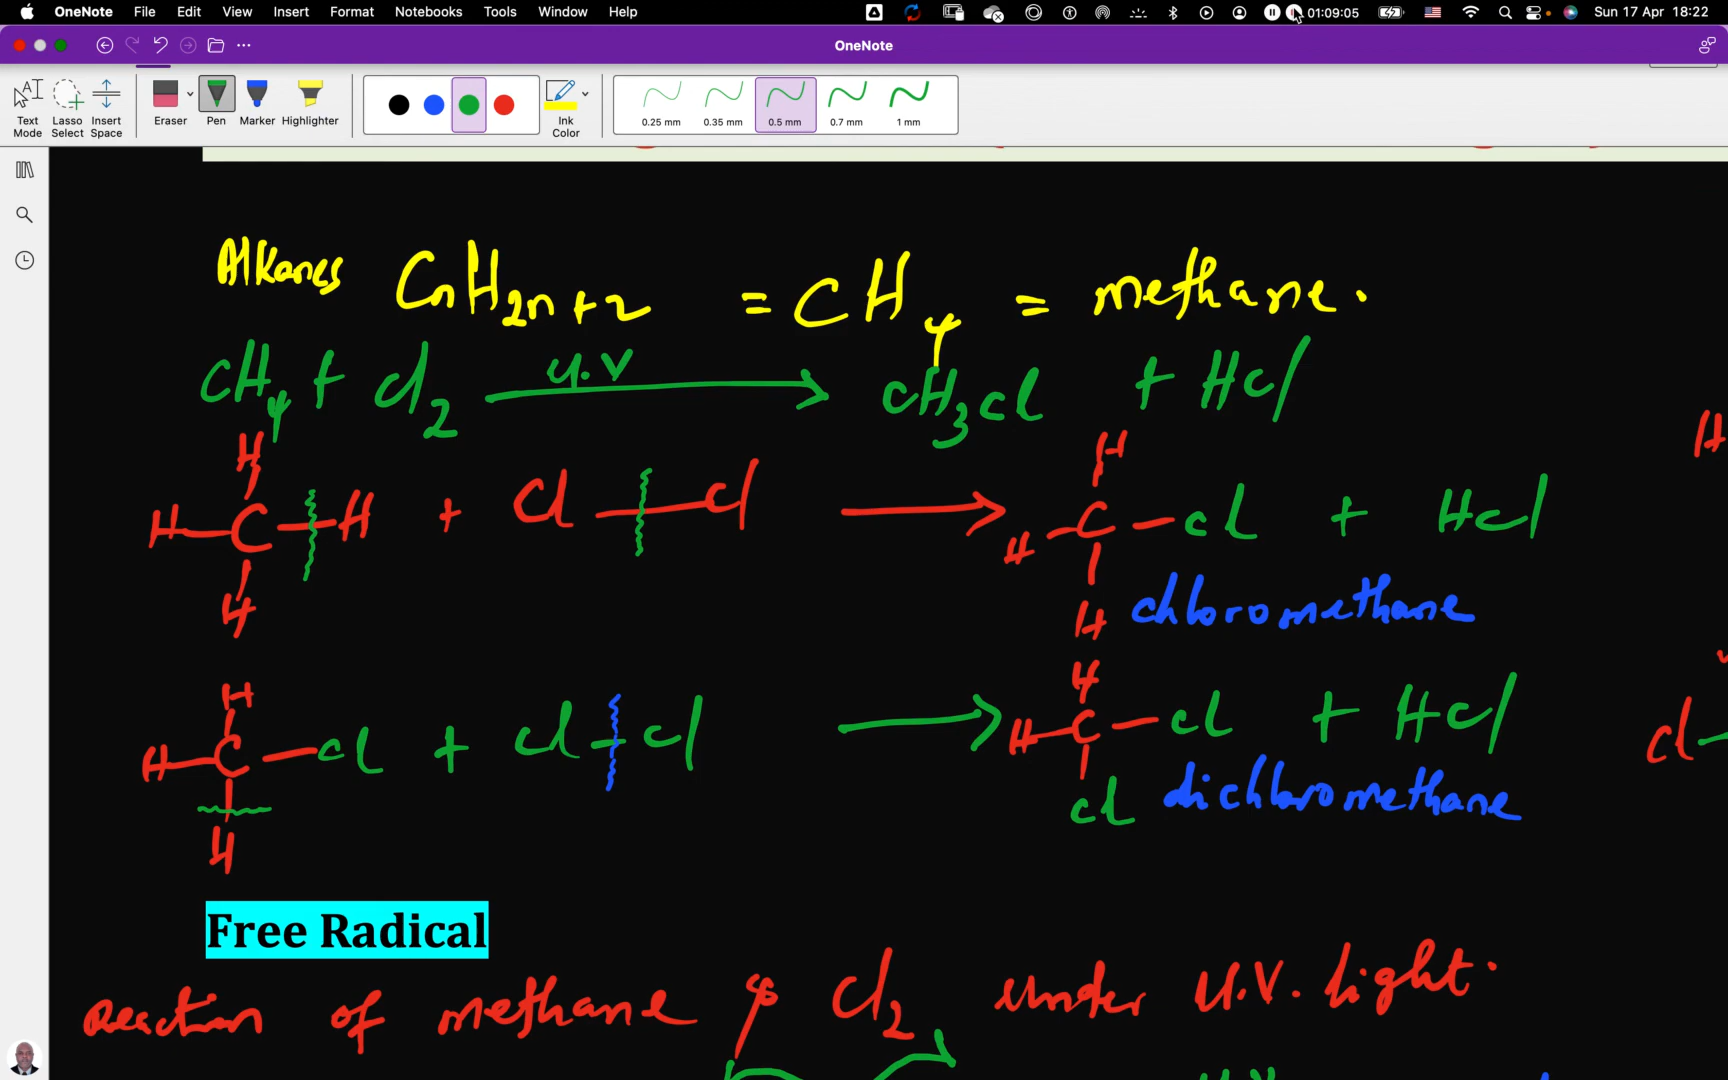 OneNote File Edit View Insert Format Notebooks Tools Window Help 01:09:05 Sun 17 Apr 18:22
OneNote
Text Mode Lasso Select Insert Space Eraser Pen Marker Highlighter Ink Color 0.25 mm 0.35 mm 0.5 mm 0.7 mm 1 mm
Alkanes CnH2n+2 = CH4 = methane.
CH4 + Cl2 U.V → CH3Cl + HCl
H H H
H-C-H + Cl-Cl → H-C-Cl + HCl
H H chloromethane
H H
H-C-Cl + Cl-Cl → H-C-Cl + HCl Cl
H Cl dichloromethane
Free Radical
Reaction of methane & Cl2 under U.V. light.